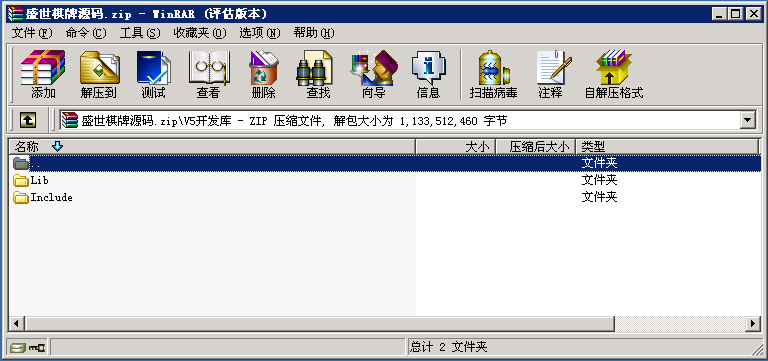 盛世棋牌源码.zip - WinRAR (评估版本)
文件(F) 命令(C) 工具(S) 收藏夹(O) 选项(N) 帮助(H)
添加 解压到 测试 查看 删除 查找 向导 信息 扫描病毒 注释 自解压格式
盛世棋牌源码.zip\V5开发库 - ZIP 压缩文件, 解包大小为 1,133,512,460 字节
名称 大小 压缩后大小 类型
.. 文件夹
Lib 文件夹
Include 文件夹
总计 2 文件夹